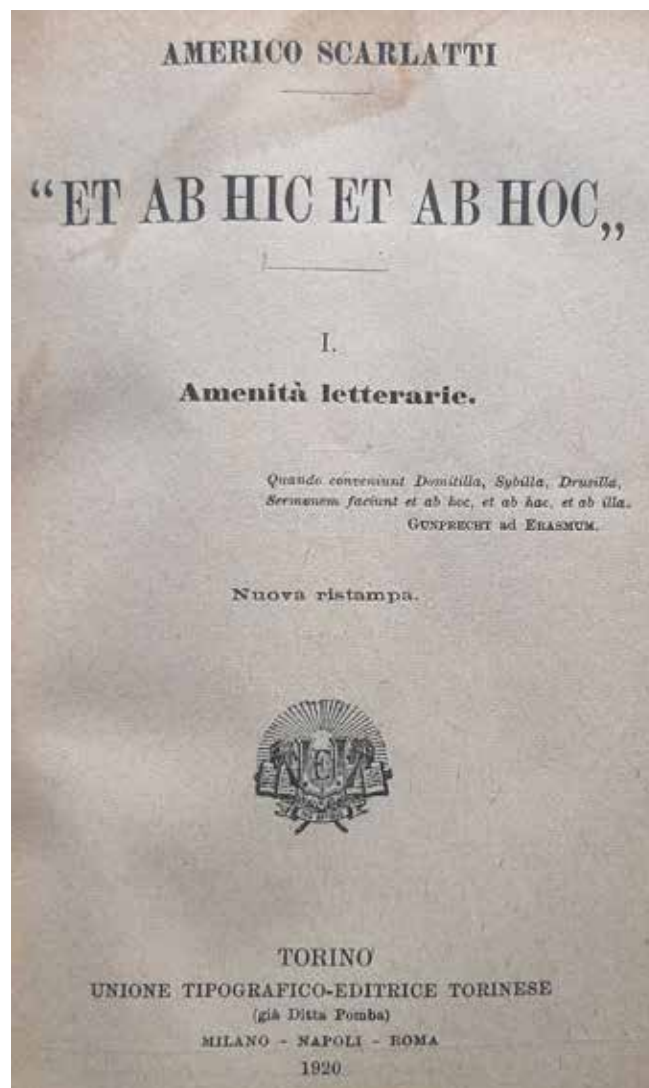 AMERICO SCARLATTI
“ET AB HIC ET AB HOC„
I.
Amenità letterarie.
Quando conveniunt Domitilla, Sybilla, Drusilla,
Sermonem faciunt et ab hoc, et ab hac, et ab illa.
GUNPRECHT ad ERASMUM.
Nuova ristampa.
TORINO
UNIONE TIPOGRAFICO-EDITRICE TORINESE
(già Ditta Pomba)
MILANO - NAPOLI - ROMA
1920